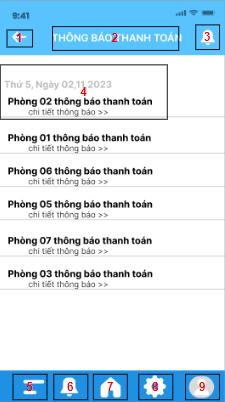 9:41
1
THÔNG BÁO THANH TOÁN
2
3
Thứ 5, Ngày 02,11 2023
4
Phòng 02 thông báo thanh toán
chi tiết thông báo >>
Phòng 01 thông báo thanh toán
chi tiết thông báo >>
Phòng 06 thông báo thanh toán
chi tiết thông báo >>
Phòng 05 thông báo thanh toán
chi tiết thông báo >>
Phòng 07 thông báo thanh toán
chi tiết thông báo >>
Phòng 03 thông báo thanh toán
chi tiết thông báo >>
5 6 7 8 9